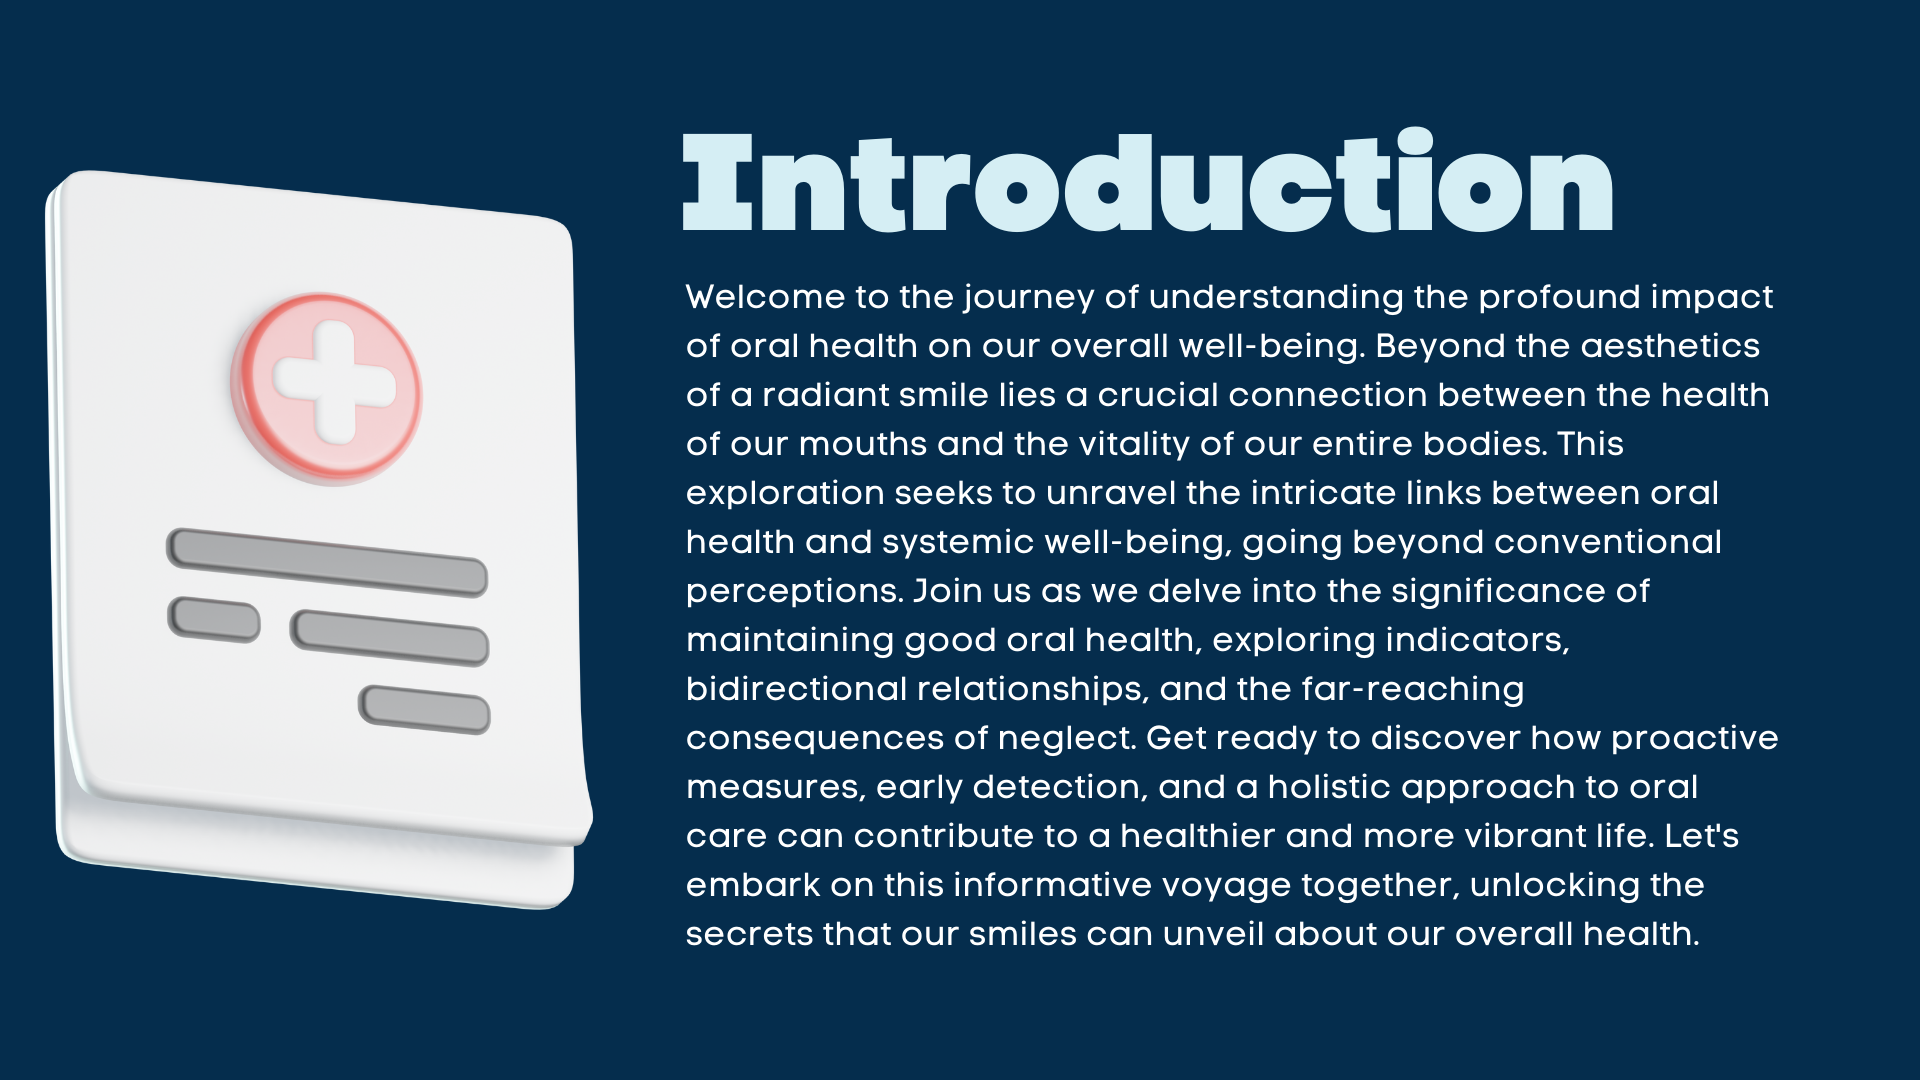 Introduction
Welcome to the journey of understanding the profound impact
of oral health on our overall well-being. Beyond the aesthetics
of a radiant smile lies a crucial connection between the health
of our mouths and the vitality of our entire bodies. This
exploration seeks to unravel the intricate links between oral
health and systemic well-being, going beyond conventional
perceptions. Join us as we delve into the significance of
maintaining good oral health, exploring indicators,
bidirectional relationships, and the far-reaching
consequences of neglect. Get ready to discover how proactive
measures, early detection, and a holistic approach to oral
care can contribute to a healthier and more vibrant life. Let's
embark on this informative voyage together, unlocking the
secrets that our smiles can unveil about our overall health.